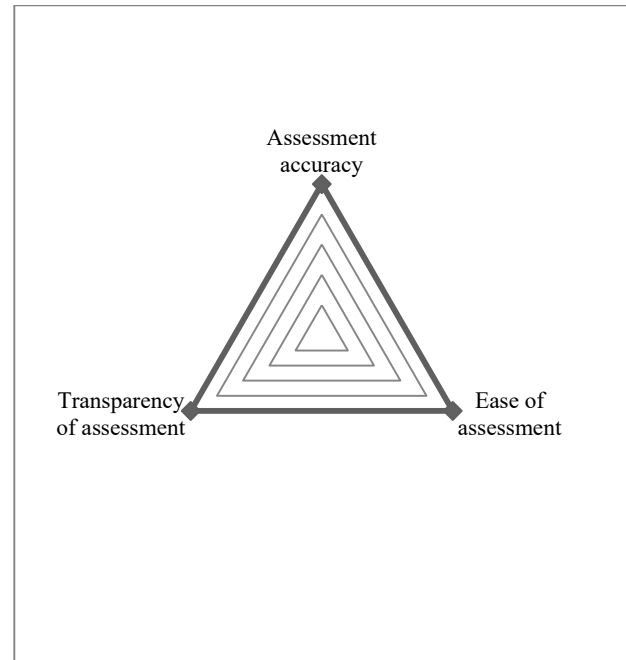 Assessment
accuracy
Transparency
of assessment
Ease of
assessment